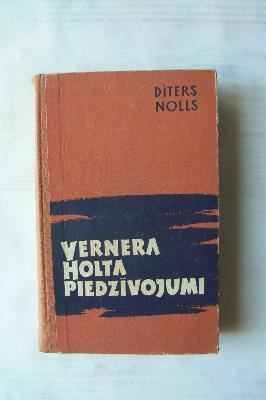 DITERS
NOLLS
VERNERA
HOLTA
PIEDZĪVOJUMI